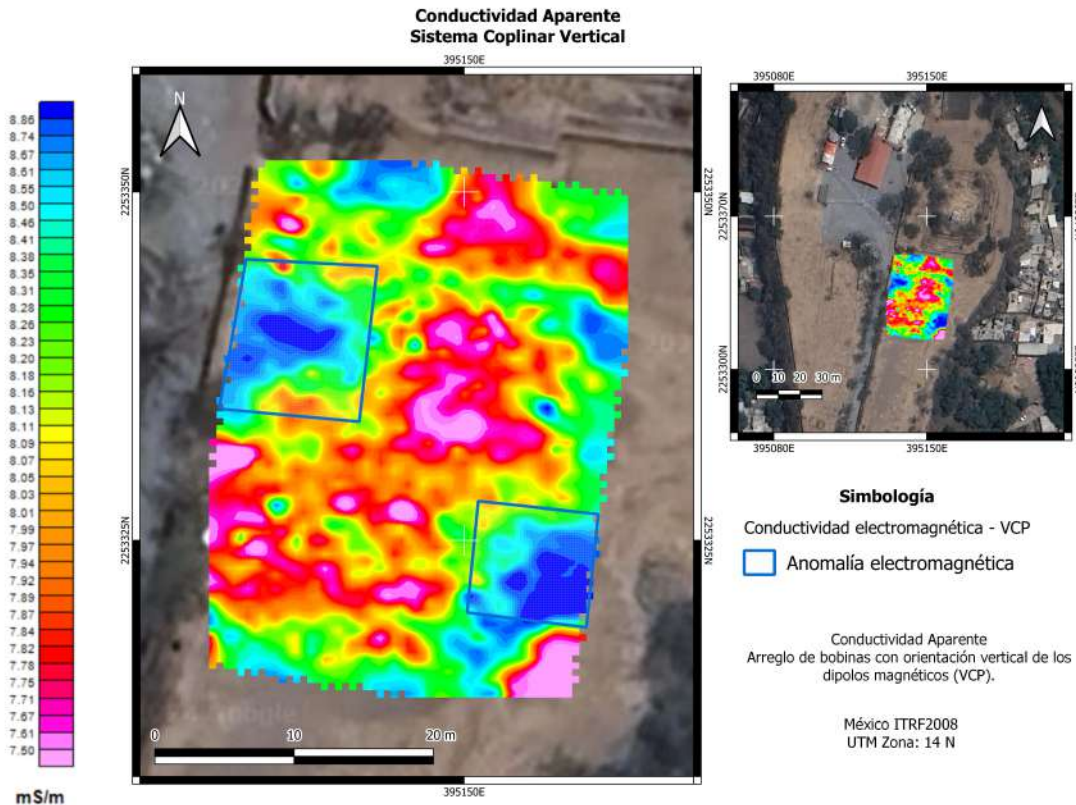 Conductividad Aparente
Sistema Coplinar Vertical
395150E
395080E
395150E
N
8.86
8.74
8.67
8.61
8.55
8.50
8.46
8.41
8.38
8.35
8.31
8.28
8.26
8.23
8.20
8.18
8.15
8.13
8.11
8.09
8.05
8.03
8.01
7.97
7.94
7.92
7.89
7.87
7.84
7.82
7.78
7.75
7.71
7.67
7.61
7.50
mS/m
2253350N
2253350N
2253325N
2253325N
0 10 20 m
395150E
2253370N
2253300N
0 10 20 30 m
395080E
395150E
Simbología
Conductividad electromagnética - VCP
Anomalía electromagnética
Conductividad Aparente
Arreglo de bobinas con orientación vertical de los
dipolos magnéticos (VCP).
México ITRF2008
UTM Zona: 14 N